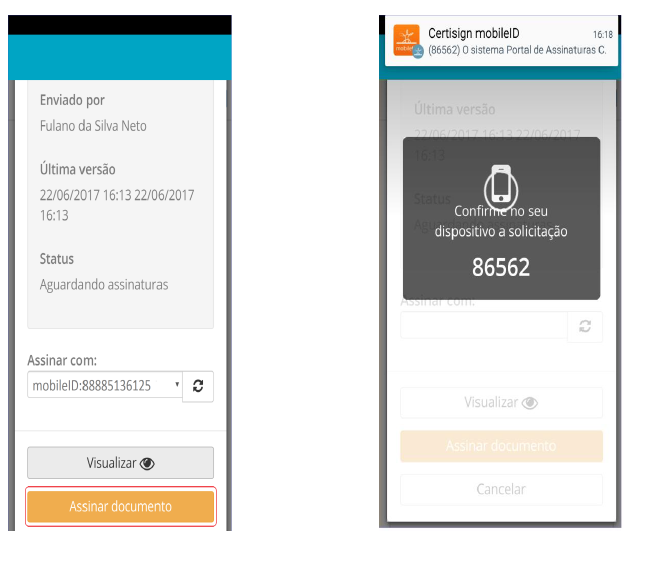 Enviado por
Fulano da Silva Neto
Última versão
22/06/2017 16:13 22/06/2017
16:13
Status
Aguardando assinaturas
Assinar com:
mobileID:88885136125
Visualizar
Assinar documento
Certisign mobileID 16:18
(86562) O sistema Portal de Assinaturas C.
Última versão
22/06/2017 16:13 22/06/2017
16:13
Status
Confirme no seu
dispositivo a solicitação
86562
Assinar com:
Visualizar
Assinar documento
Cancelar